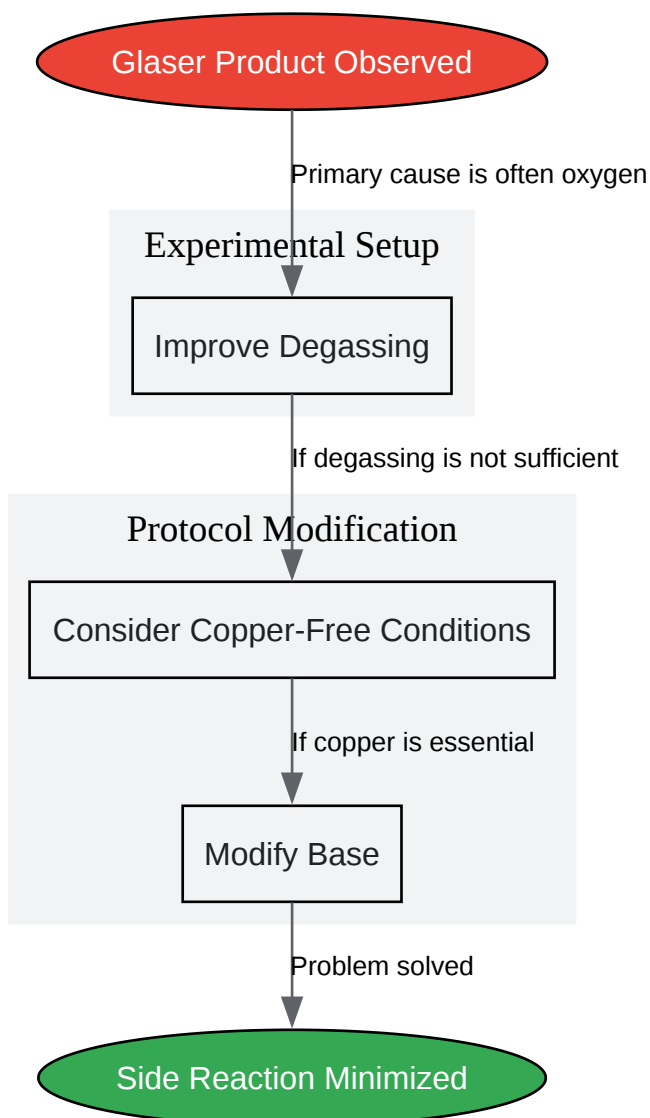 Glaser Product Observed
Primary cause is often oxygen
Experimental Setup
Improve Degassing
If degassing is not sufficient
Protocol Modification
Consider Copper-Free Conditions
If copper is essential
Modify Base
Problem solved
Side Reaction Minimized